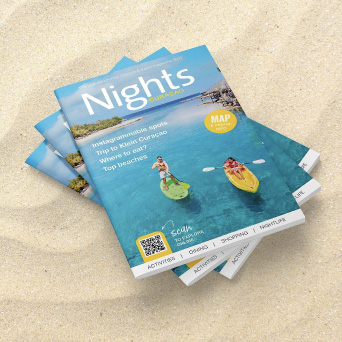 Nights
CURAÇAO
Instagrammable spots
Trip to Klein Curaçao
Where to eat?
Top beaches
MAP
scan
TO EXPLORE
ONLINE
ACTIVITIES | DINING | SHOPPING | NIGHTLIFE